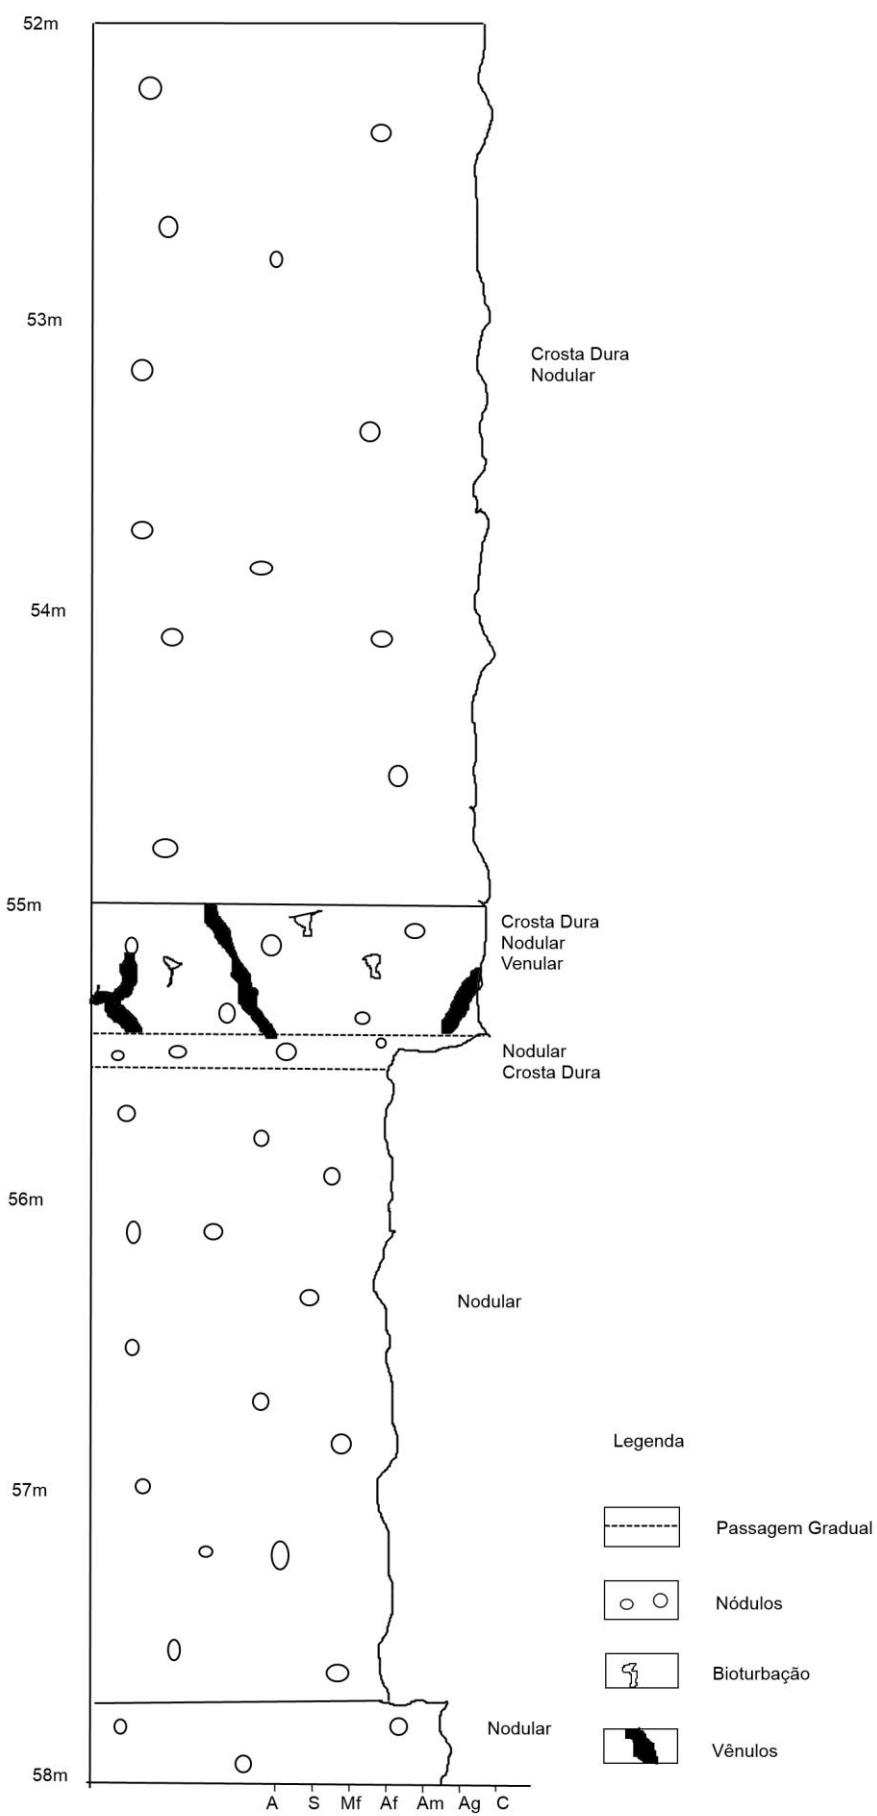 52m
53m
Crosta Dura
Nodular
54m
55m
Crosta Dura
Nodular
Venular
Nodular
Crosta Dura
56m
Nodular
Legenda
57m
Passagem Gradual
Nódulos
Bioturbação
Nodular
Vênulos
58m
A S Mf Af Am Ag C